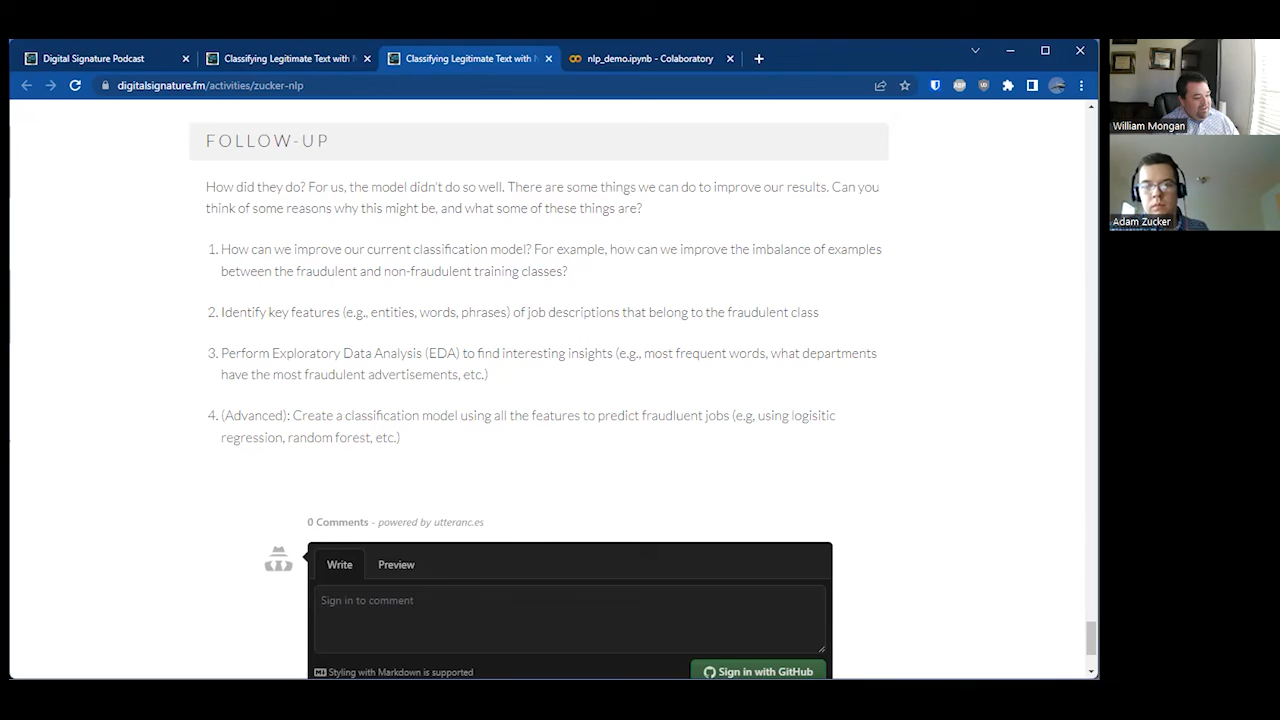 Digital Signature Podcast
Classifying Legitimate Text with
Classifying Legitimate Text with
nlp_demo.ipynb - Colaboratory
digitalsignature.fm/activities/zucker-nlp
William Mongan
Adam Zucker
FOLLOW-UP
How did they do? For us, the model didn't do so well. There are some things we can do to improve our results. Can you
think of some reasons why this might be, and what some of these things are?
1. How can we improve our current classification model? For example, how can we improve the imbalance of examples
between the fraudulent and non-fraudulent training classes?
2. Identify key features (e.g., entities, words, phrases) of job descriptions that belong to the fraudulent class
3. Perform Exploratory Data Analysis (EDA) to find interesting insights (e.g., most frequent words, what departments
have the most fraudulent advertisements, etc.)
4. (Advanced): Create a classification model using all the features to predict fraudluent jobs (e.g, using logisitic
regression, random forest, etc.)
0 Comments - powered by utteranc.es
Write
Preview
Sign in to comment
Styling with Markdown is supported
Sign in with GitHub